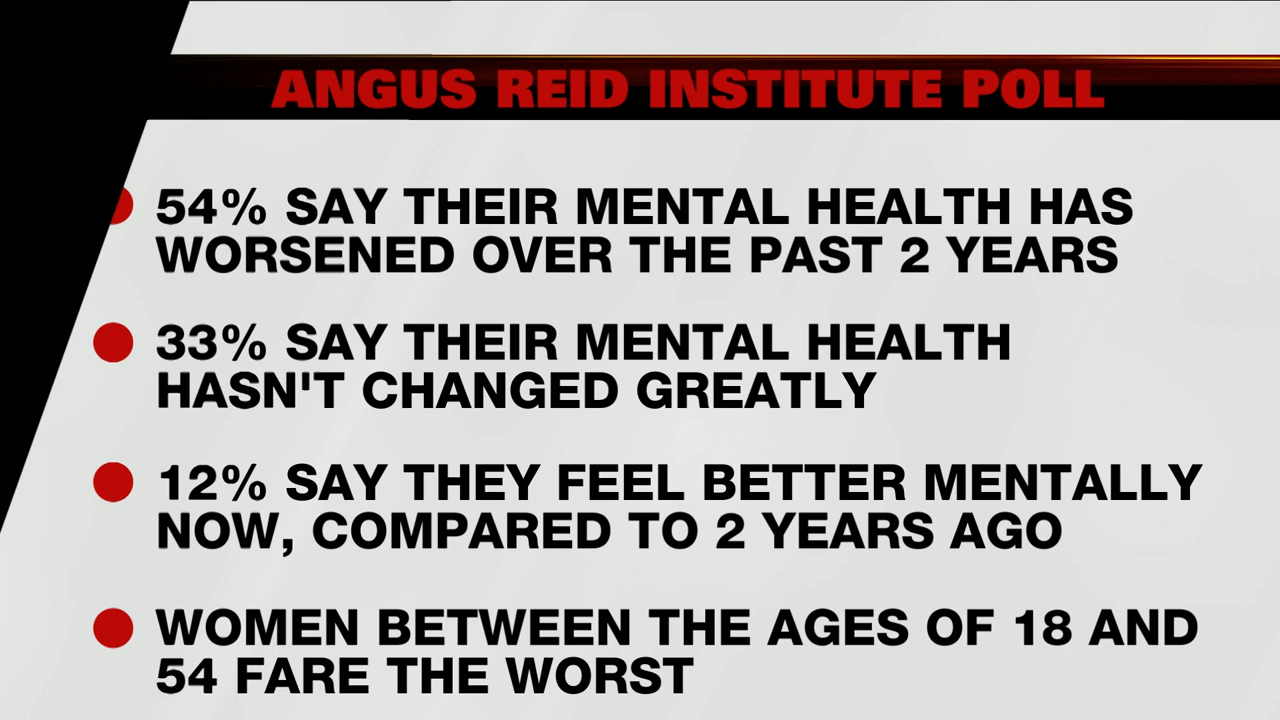 ANGUS REID INSTITUTE POLL
54% SAY THEIR MENTAL HEALTH HAS
WORSENED OVER THE PAST 2 YEARS
33% SAY THEIR MENTAL HEALTH
HASN'T CHANGED GREATLY
12% SAY THEY FEEL BETTER MENTALLY
NOW, COMPARED TO 2 YEARS AGO
WOMEN BETWEEN THE AGES OF 18 AND
54 FARE THE WORST